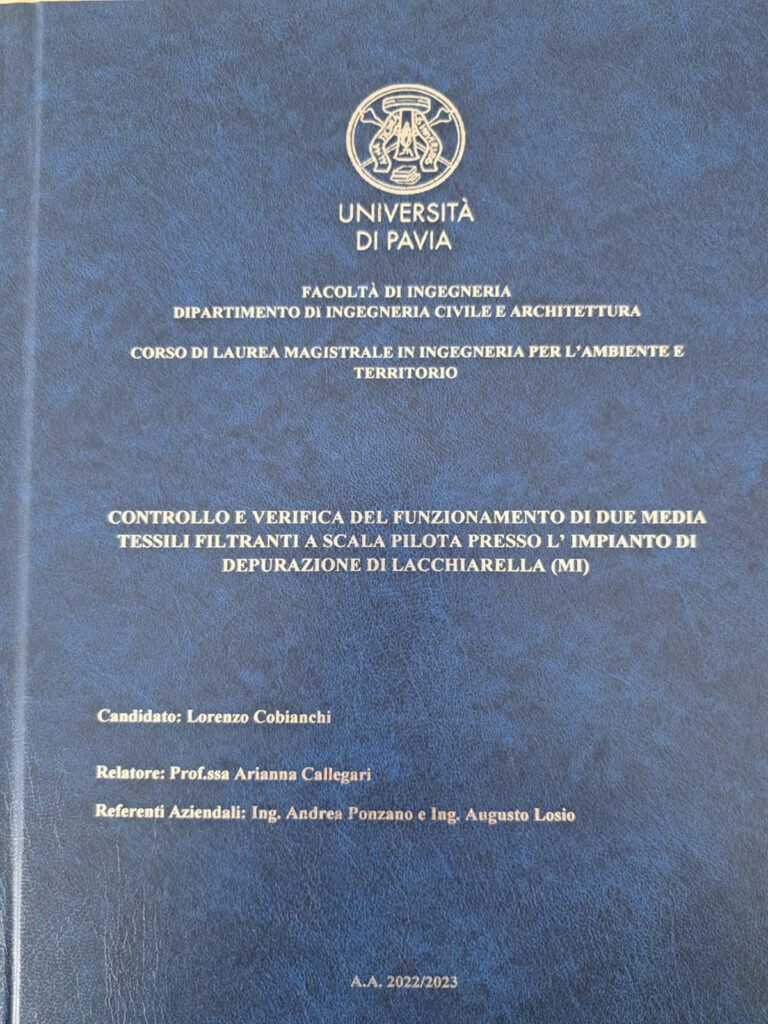 UNIVERSITÀ
DI PAVIA
FACOLTÀ DI INGEGNERIA
DIPARTIMENTO DI INGEGNERIA CIVILE E ARCHITETTURA
CORSO DI LAUREA MAGISTRALE IN INGEGNERIA PER L'AMBIENTE E
TERRITORIO
CONTROLLO E VERIFICA DEL FUNZIONAMENTO DI DUE MEDIA
TESSILI FILTRANTI A SCALA PILOTA PRESSO L' IMPIANTO DI
DEPURAZIONE DI LACCHIARELLA (MI)
Candidato: Lorenzo Cobianchi
Relatore: Prof.ssa Arianna Callegari
Referenti Aziendali: Ing. Andrea Ponzano e Ing. Augusto Losio
A.A. 2022/2023